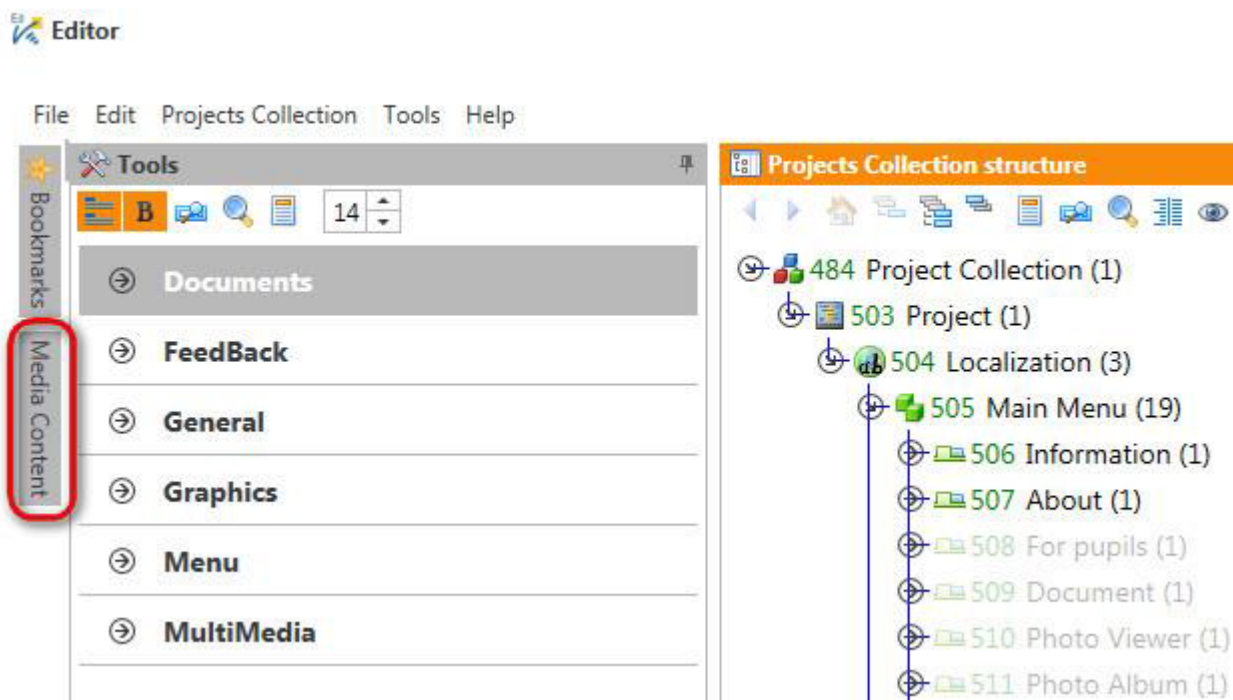 Editor
File Edit Projects Collection Tools Help
Bookmarks
Media Content
Tools
B
14
Documents
FeedBack
General
Graphics
Menu
MultiMedia
Projects Collection structure
484 Project Collection (1)
503 Project (1)
ab 504 Localization (3)
505 Main Menu (19)
506 Information (1)
507 About (1)
508 For pupils (1)
509 Document (1)
510 Photo Viewer (1)
511 Photo Album (1)